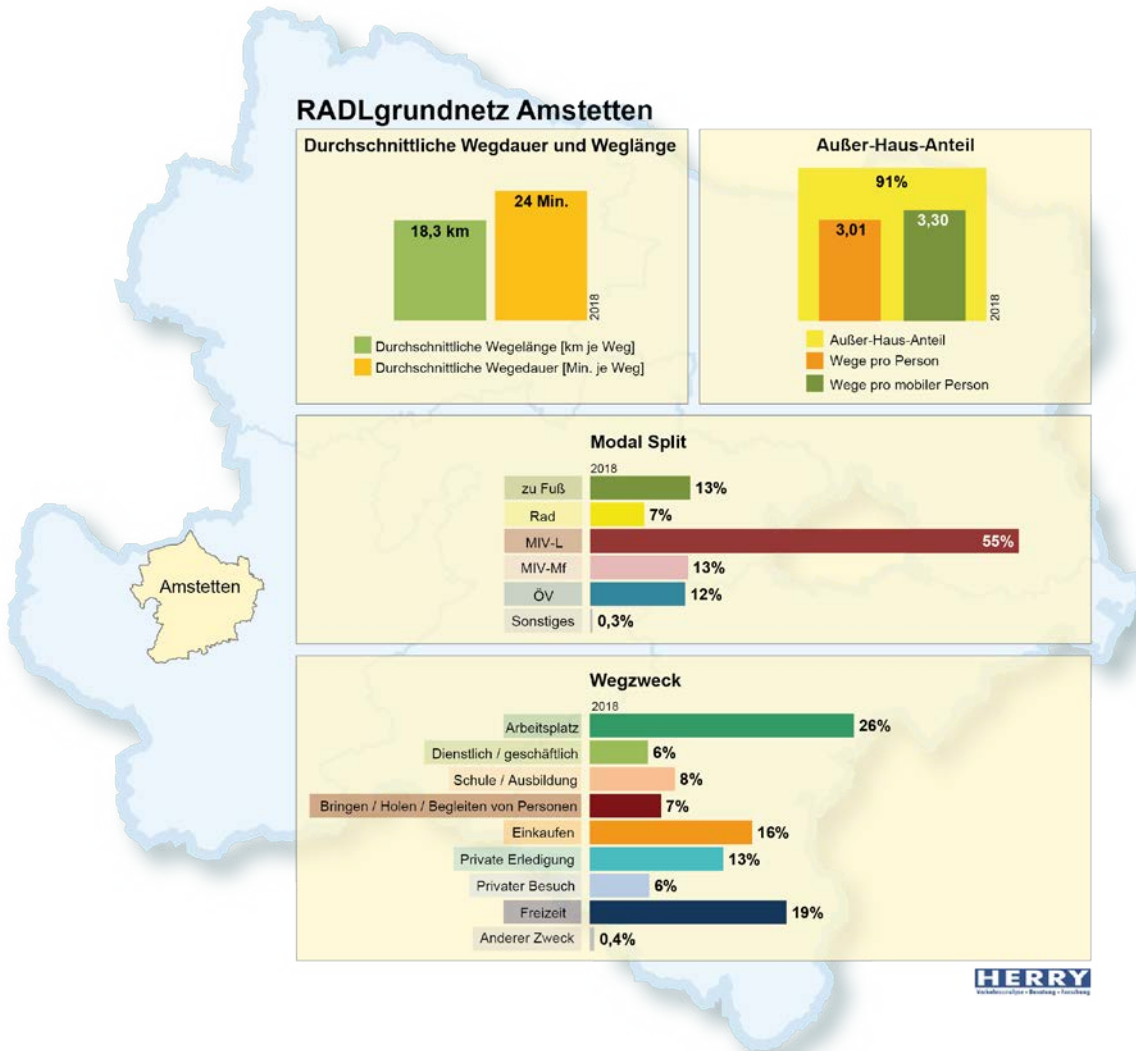 RADLgrundnetz Amstetten
Durchschnittliche Wegdauer und Weglänge
18,3 km
24 Min.
2018
Durchschnittliche Wegelänge [km je Weg]
Durchschnittliche Wegedauer [Min. je Weg]
Außer-Haus-Anteil
91%
3,01
3,30
2018
Außer-Haus-Anteil
Wege pro Person
Wege pro mobiler Person
Modal Split
2018
zu Fuß 13%
Rad 7%
MIV-L 55%
MIV-Mf 13%
ÖV 12%
Sonstiges 0,3%
Amstetten
Wegzweck
2018
Arbeitsplatz 26%
Dienstlich / geschäftlich 6%
Schule / Ausbildung 8%
Bringen / Holen / Begleiten von Personen 7%
Einkaufen 16%
Private Erledigung 13%
Privater Besuch 6%
Freizeit 19%
Anderer Zweck 0,4%
HERRY
Verkehrsanalyse • Beratung • Forschung